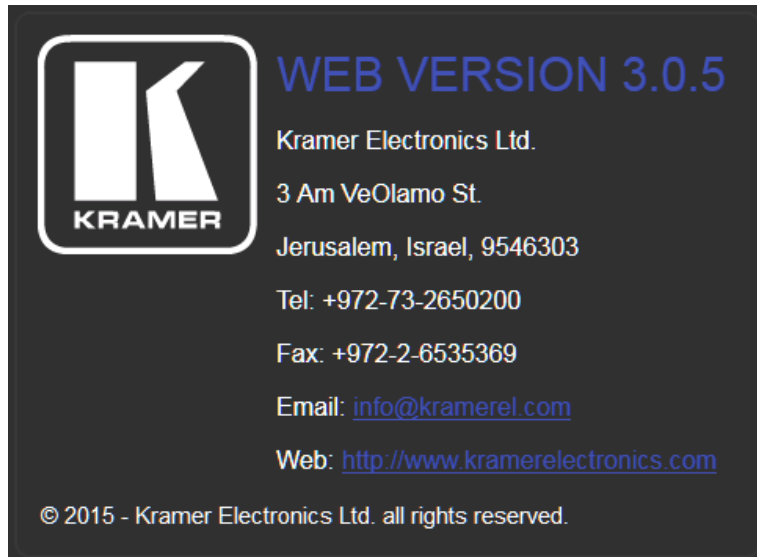 WEB VERSION 3.0.5
KRAMER
Kramer Electronics Ltd.
3 Am VeOlamo St.
Jerusalem, Israel, 9546303
Tel: +972-73-2650200
Fax: +972-2-6535369
Email: info@kramerel.com
Web: http://www.kramerelectronics.com
© 2015 - Kramer Electronics Ltd. all rights reserved.